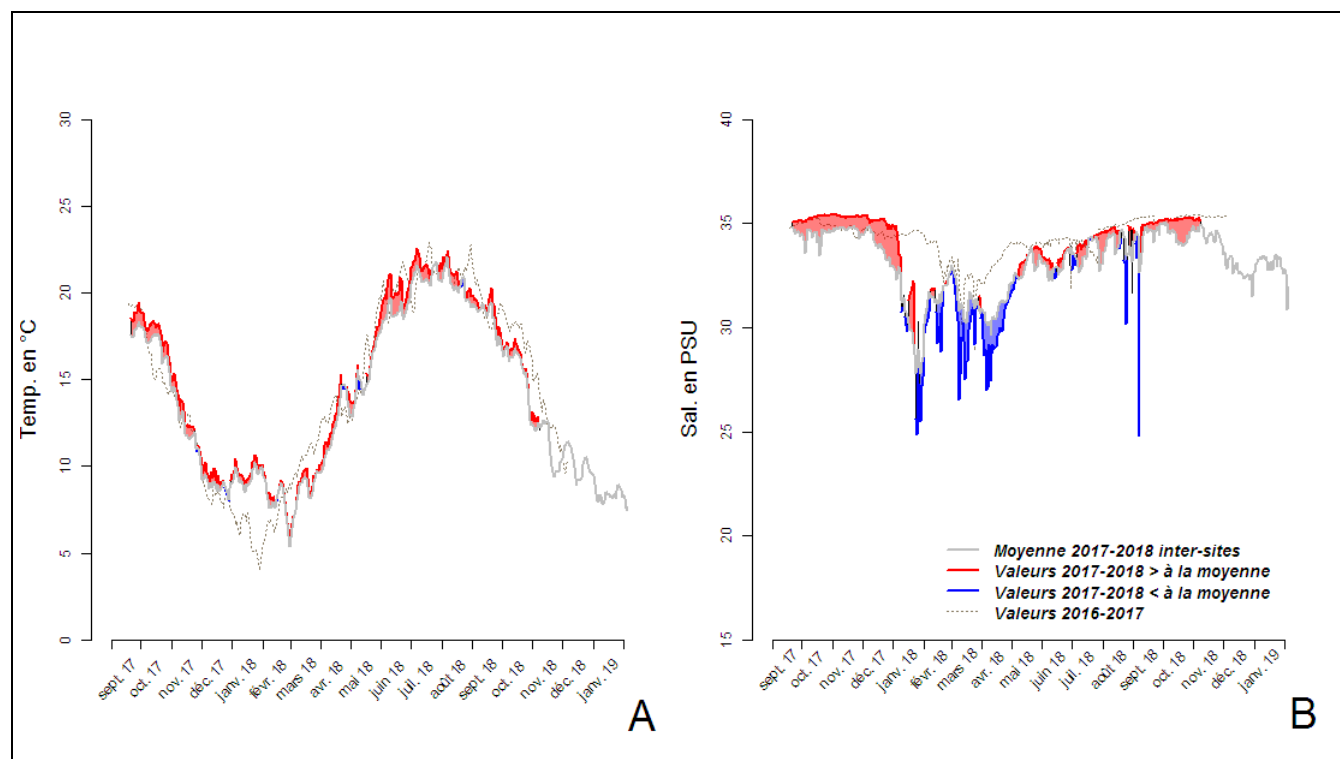 Temp. en °C
30
25
20
15
10
5
0
sept. 17
oct. 17
nov. 17
déc. 17
janv. 18
févr. 18
mars 18
avr. 18
mai 18
juin 18
juil. 18
août 18
sept. 18
oct. 18
nov. 18
déc. 18
janv. 19
A
Sal. en PSU
40
35
30
25
20
15
Moyenne 2017-2018 inter-sites
Valeurs 2017-2018 > à la moyenne
Valeurs 2017-2018 < à la moyenne
Valeurs 2016-2017
sept. 17
oct. 17
nov. 17
déc. 17
janv. 18
févr. 18
mars 18
avr. 18
mai 18
juin 18
juil. 18
août 18
sept. 18
oct. 18
nov. 18
déc. 18
janv. 19
B